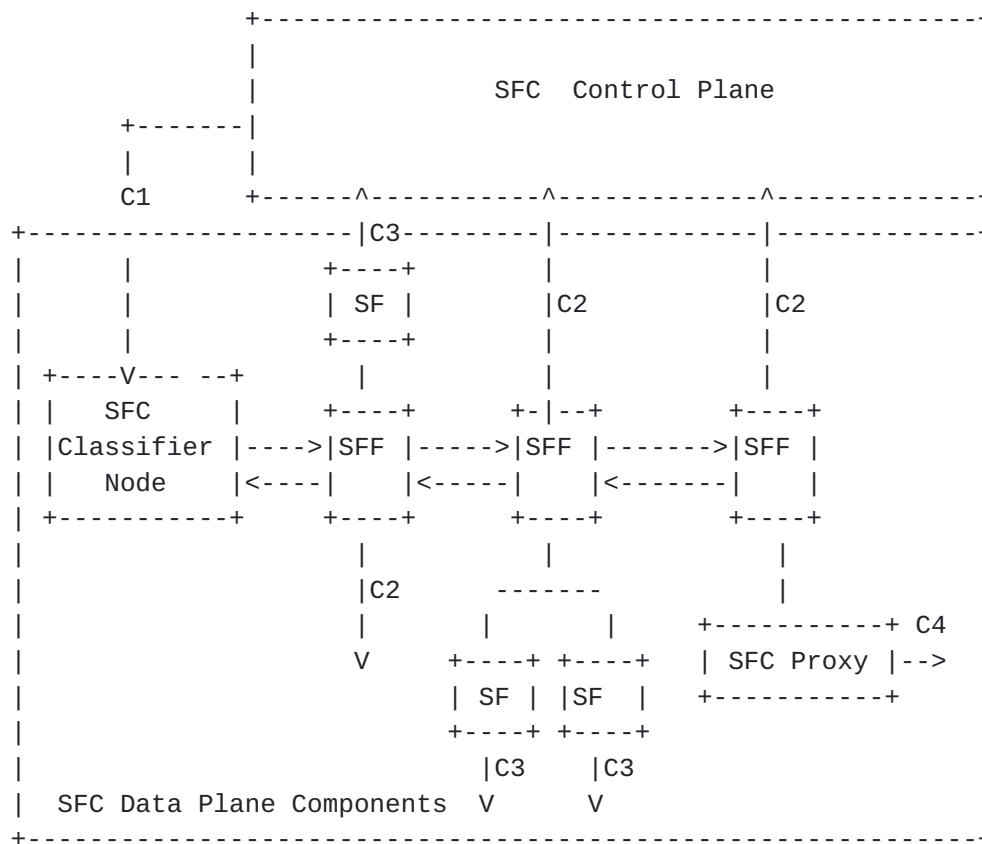 SFC  Control Plane
C1
C3
SF C2 C2
SFC
Classifier SFF SFF SFF
Node
C2
C4
SFC Proxy
SF SF
C3 C3
SFC Data Plane Components